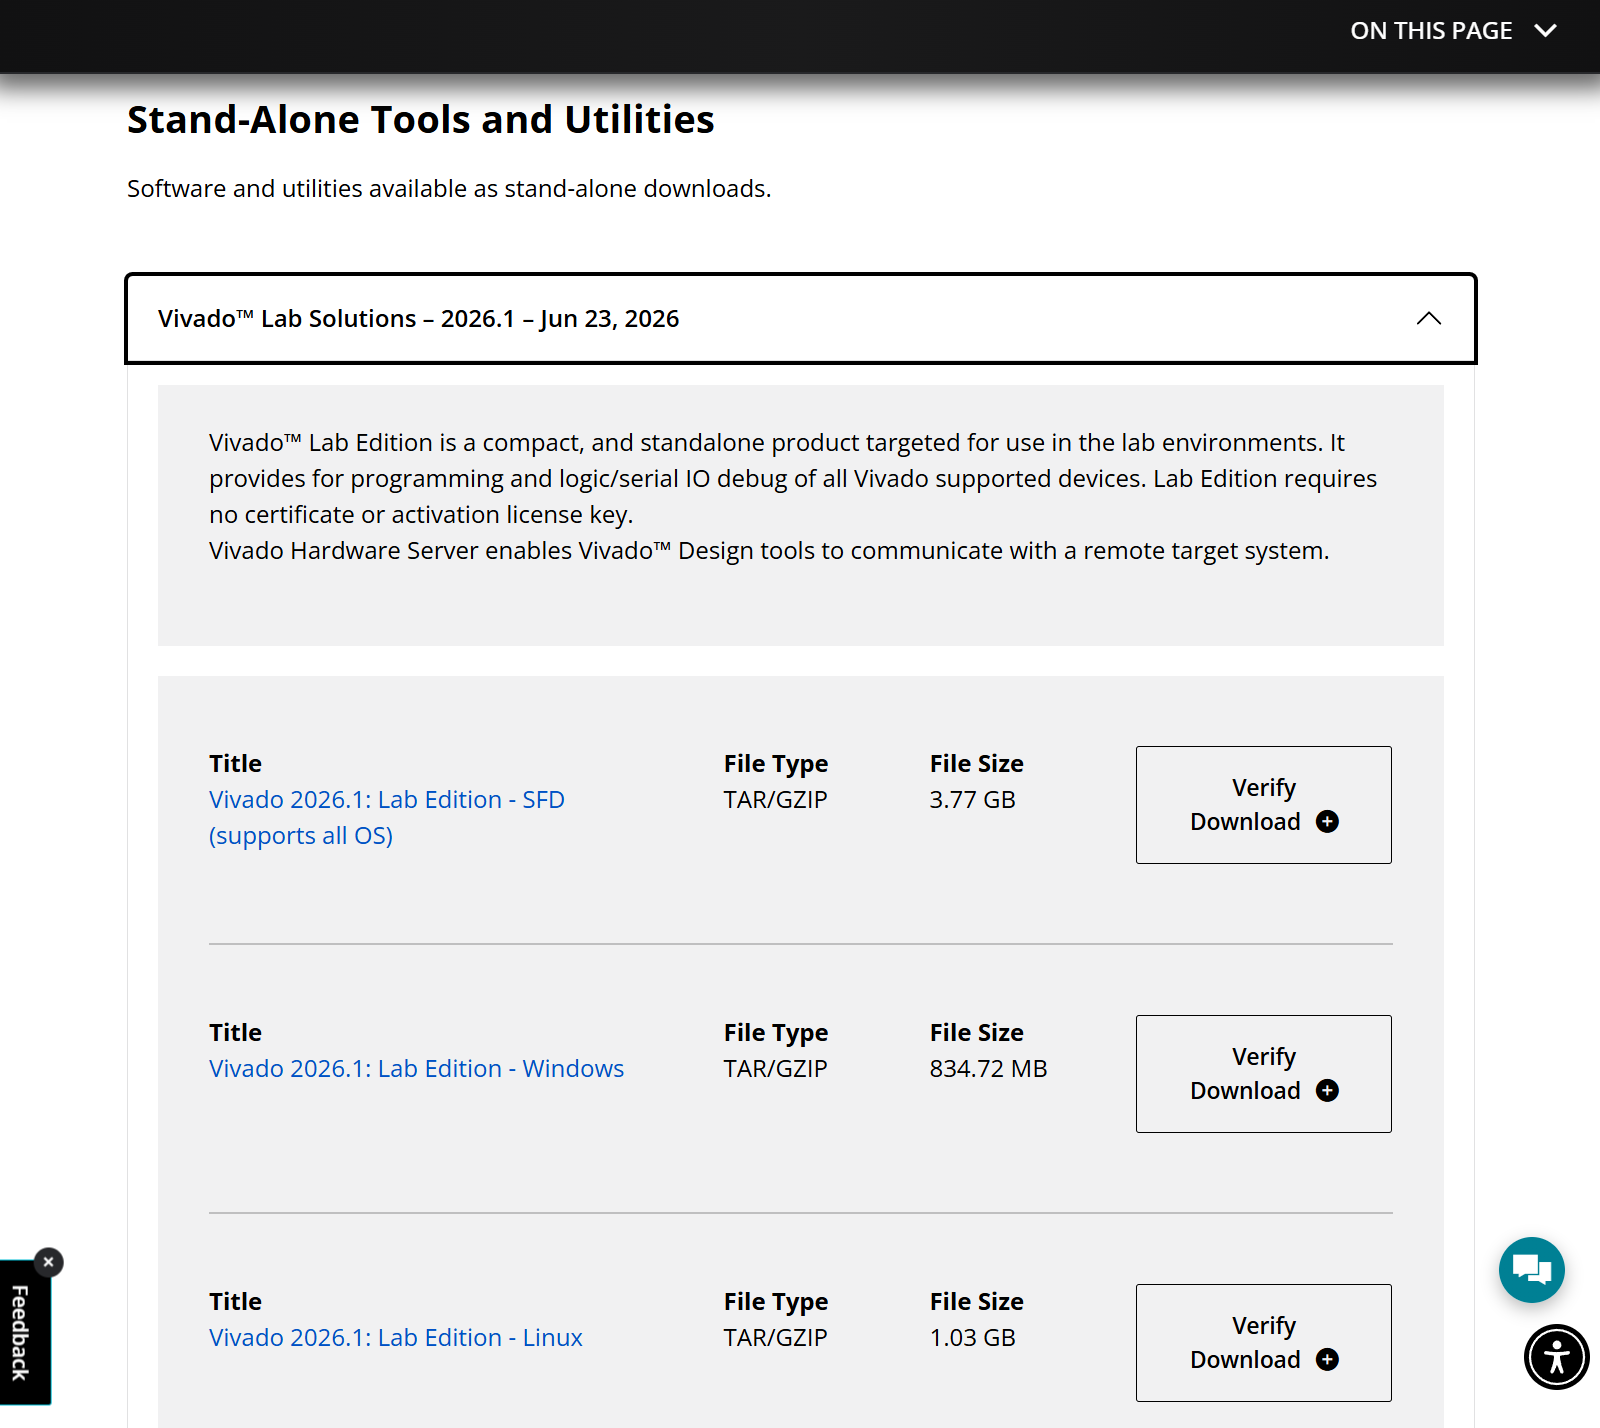 ON THIS PAGE
Stand-Alone Tools and Utilities
Software and utilities available as stand-alone downloads.
Vivado™ Lab Solutions – 2026.1 – Jun 23, 2026
Vivado™ Lab Edition is a compact, and standalone product targeted for use in the lab environments. It
provides for programming and logic/serial IO debug of all Vivado supported devices. Lab Edition requires
no certificate or activation license key.
Vivado Hardware Server enables Vivado™ Design tools to communicate with a remote target system.
Title File Type File Size
Vivado 2026.1: Lab Edition - SFD TAR/GZIP 3.77 GB
(supports all OS)
Verify
Download
Title File Type File Size
Vivado 2026.1: Lab Edition - Windows TAR/GZIP 834.72 MB
Verify
Download
Title File Type File Size
Vivado 2026.1: Lab Edition - Linux TAR/GZIP 1.03 GB
Verify
Download
Feedback